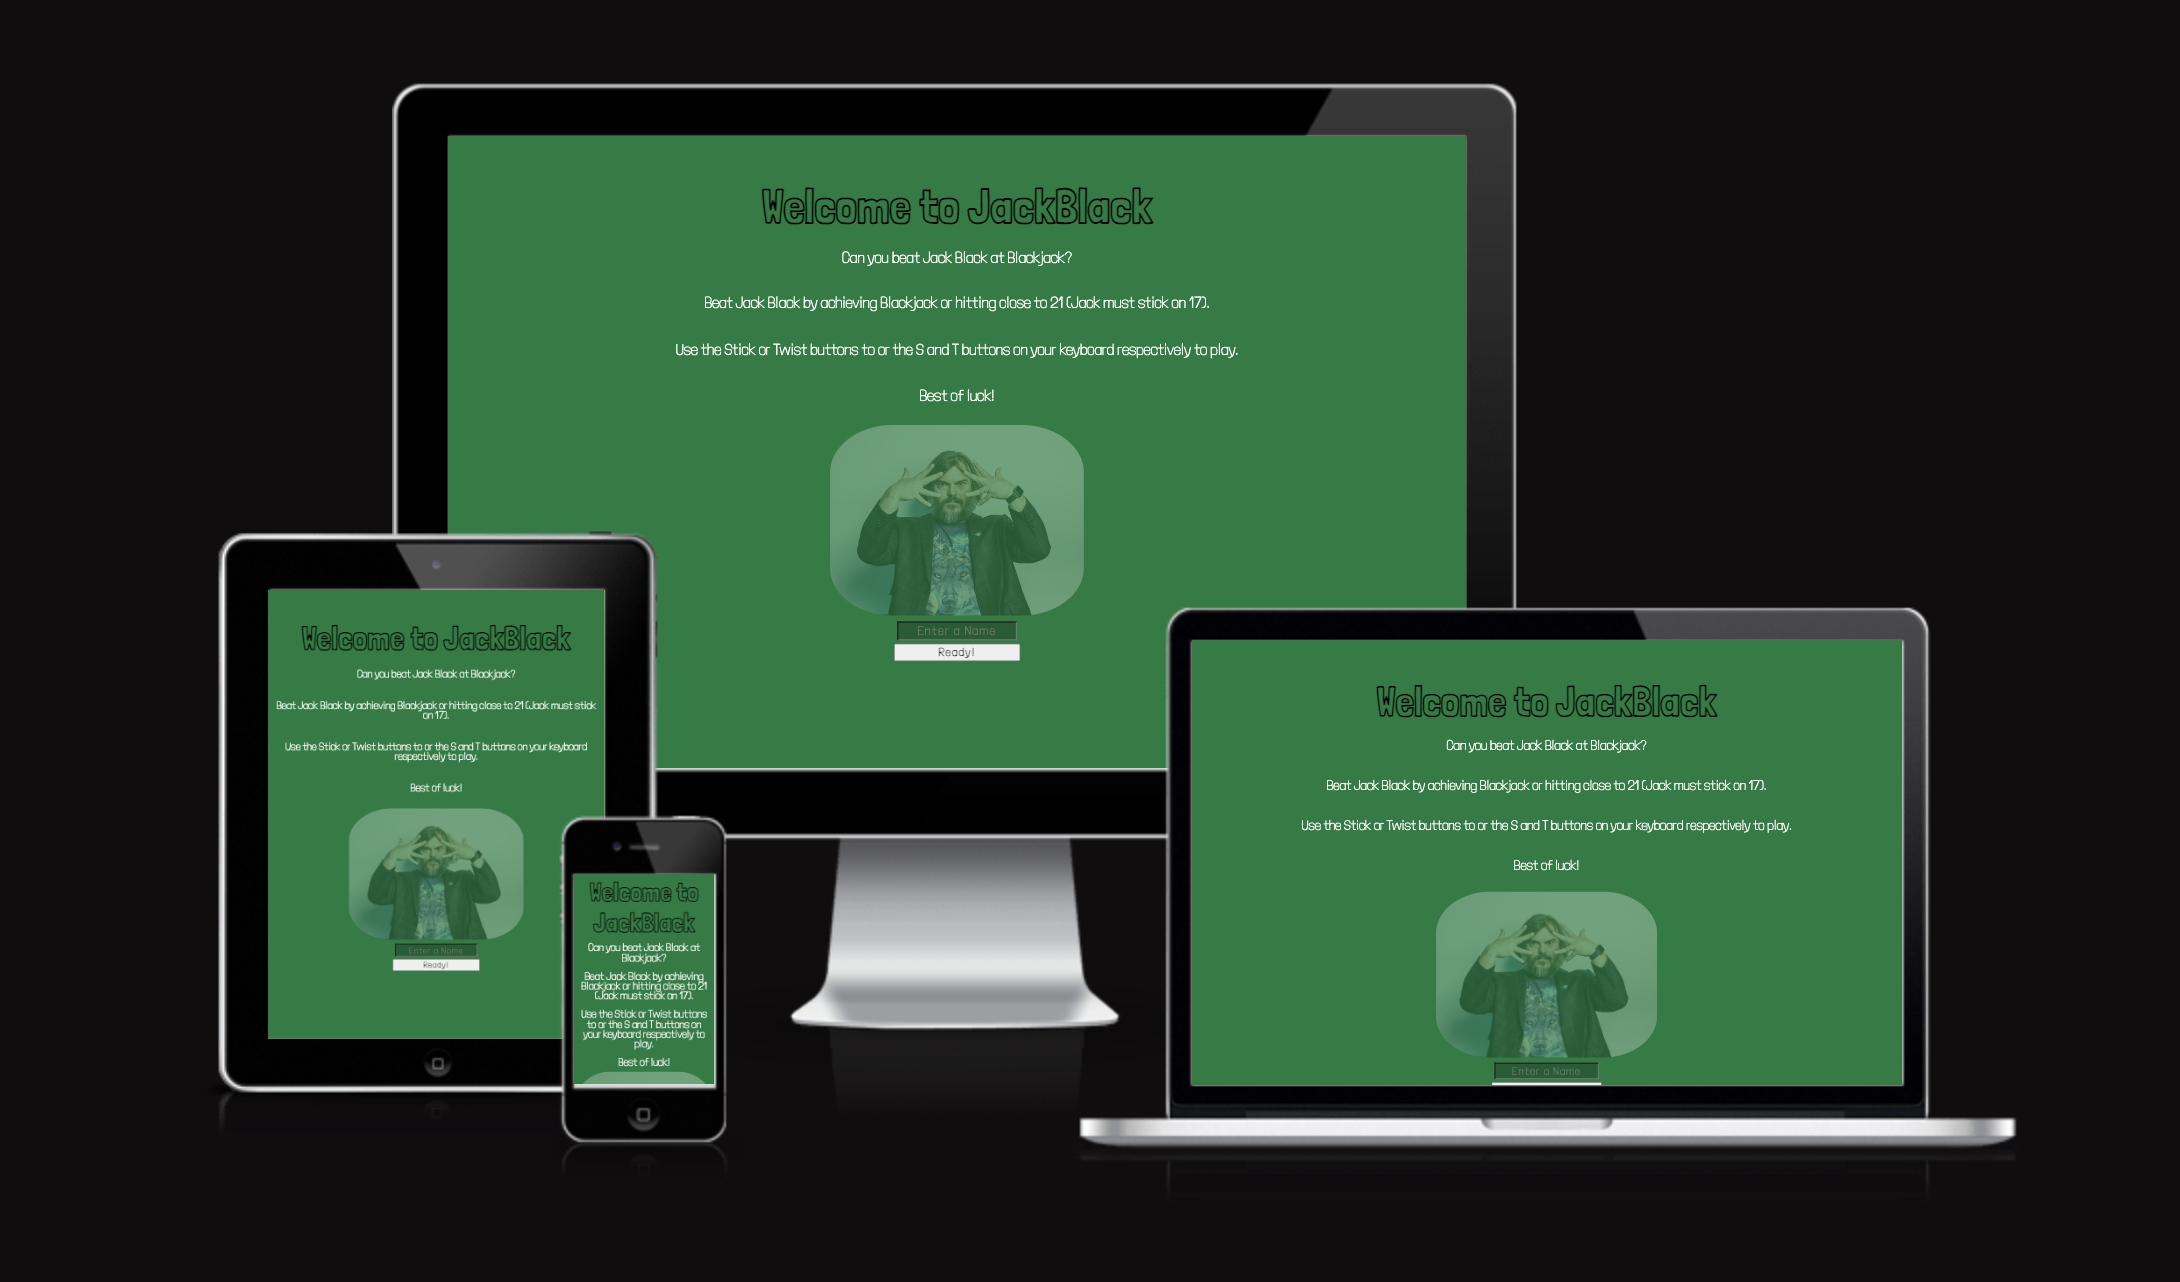 Welcome to JackBlack
Can you beat Jack Black at Blackjack?
Beat Jack Black by achieving Blackjack or hitting close to 21 (Jack must stick on 17).
Use the Stick or Twist buttons to or the S and T buttons on your keyboard respectively to play.
Best of luck!
Enter a Name
Ready!
Welcome to JackBlack
Can you beat Jack Black at Blackjack?
Beat Jack Black by achieving Blackjack or hitting close to 21 (Jack must stick
on 17).
Use the Stick or Twist buttons to or the S and T buttons on your keyboard
respectively to play.
Best of luck!
Enter a Name
Ready!
Welcome to
JackBlack
Can you beat Jack Black at
Blackjack?
Beat Jack Black by achieving
Blackjack or hitting close to 21
(Jack must stick on 17).
Use the Stick or Twist buttons
to or the S and T buttons on
your keyboard respectively to
play.
Best of luck!
Welcome to JackBlack
Can you beat Jack Black at Blackjack?
Beat Jack Black by achieving Blackjack or hitting close to 21 (Jack must stick on 17).
Use the Stick or Twist buttons to or the S and T buttons on your keyboard respectively to play.
Best of luck!
Enter a Name